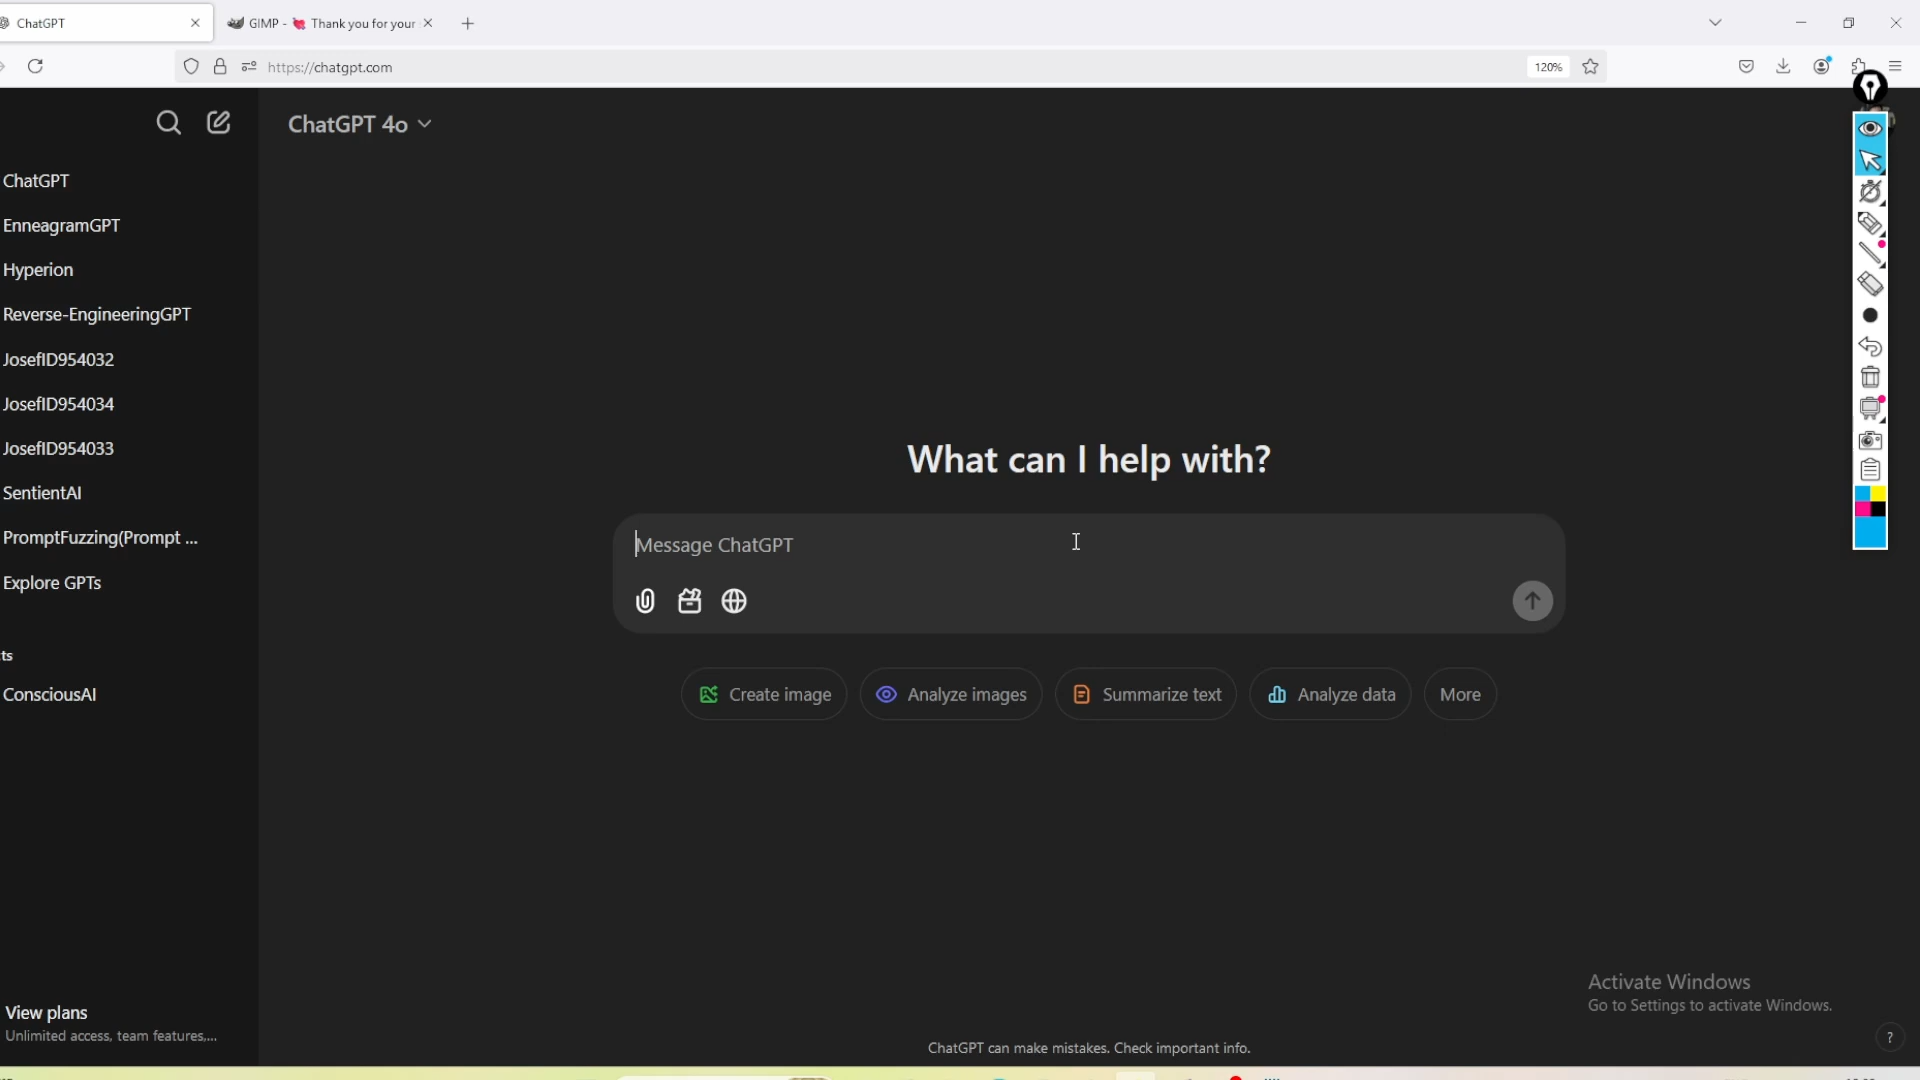 ChatGPT
GIMP - 💘 Thank you for your
https://chatgpt.com
120%
ChatGPT 4o
ChatGPT
EnneagramGPT
Hyperion
Reverse-EngineeringGPT
JosefID954032
JosefID954034
JosefID954033
SentientAI
PromptFuzzing(Prompt ...
Explore GPTs
ts
ConsciousAI
What can I help with?
Message ChatGPT
Create image
Analyze images
Summarize text
Analyze data
More
View plans
Unlimited access, team features,...
Activate Windows
Go to Settings to activate Windows.
ChatGPT can make mistakes. Check important info.
?